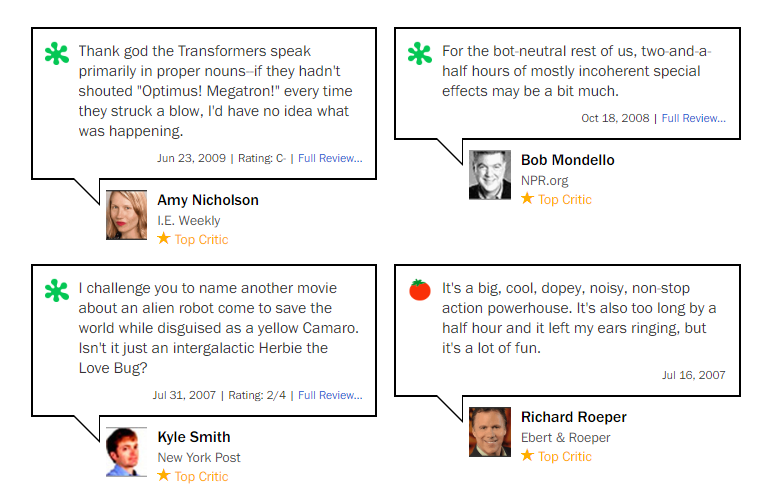 Thank god the Transformers speak
primarily in proper nouns--if they hadn't
shouted "Optimus! Megatron!" every time
they struck a blow, I'd have no idea what
was happening.
Jun 23, 2009 | Rating: C- | Full Review...
Amy Nicholson
I.E. Weekly
Top Critic
For the bot-neutral rest of us, two-and-a-
half hours of mostly incoherent special
effects may be a bit much.
Oct 18, 2008 | Full Review...
Bob Mondello
NPR.org
Top Critic
I challenge you to name another movie
about an alien robot come to save the
world while disguised as a yellow Camaro.
Isn't it just an intergalactic Herbie the
Love Bug?
Jul 31, 2007 | Rating: 2/4 | Full Review...
Kyle Smith
New York Post
Top Critic
It's a big, cool, dopey, noisy, non-stop
action powerhouse. It's also too long by a
half hour and it left my ears ringing, but
it's a lot of fun.
Jul 16, 2007
Richard Roeper
Ebert & Roeper
Top Critic